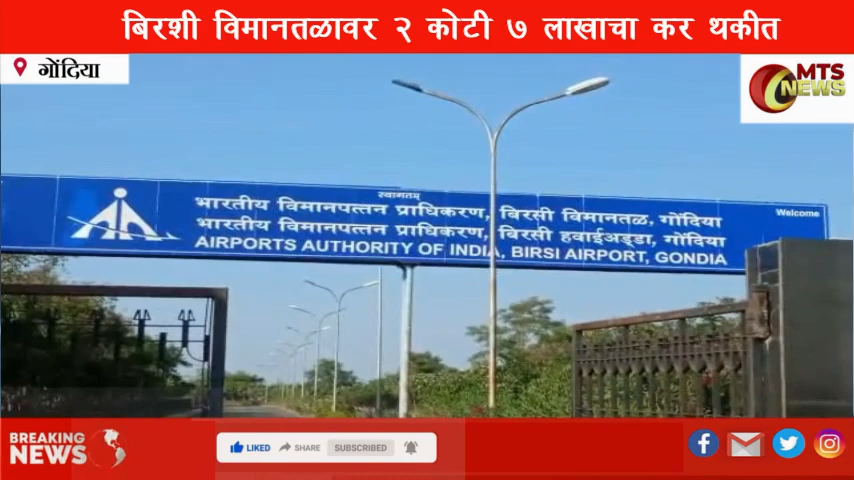 बिरशी विमानतळावर २ कोटी ७ लाखाचा कर थकीत
गोंदिया
MTS
NEWS
स्वागतम्
भारतीय विमानपत्तन प्राधिकरण, बिरसी विमानतळ, गोंदिया
Welcome
भारतीय विमानपत्तन प्राधिकरण, बिरसी हवाईअड्डा, गोंदिया
AIRPORTS AUTHORITY OF INDIA, BIRSI AIRPORT, GONDIA
BREAKING
NEWS
LIKED SHARE SUBSCRIBED